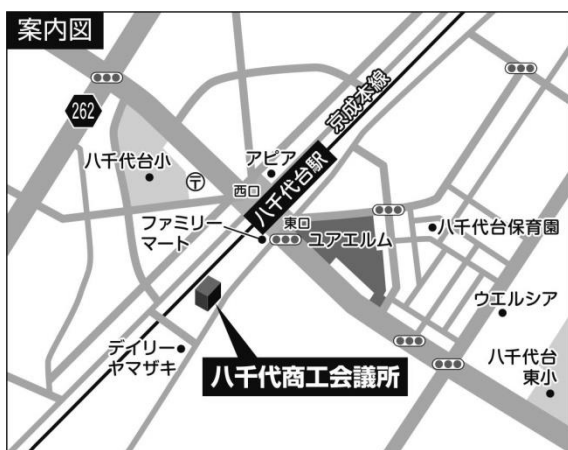 案内図
262
京成本線
八千代台小
〒
アピア
西口
八千代台駅
東口
ファミリー
マート
ユアエルム
八千代台保育園
ウエルシア
デイリー
ヤマザキ
八千代商工会議所
八千代台
東小